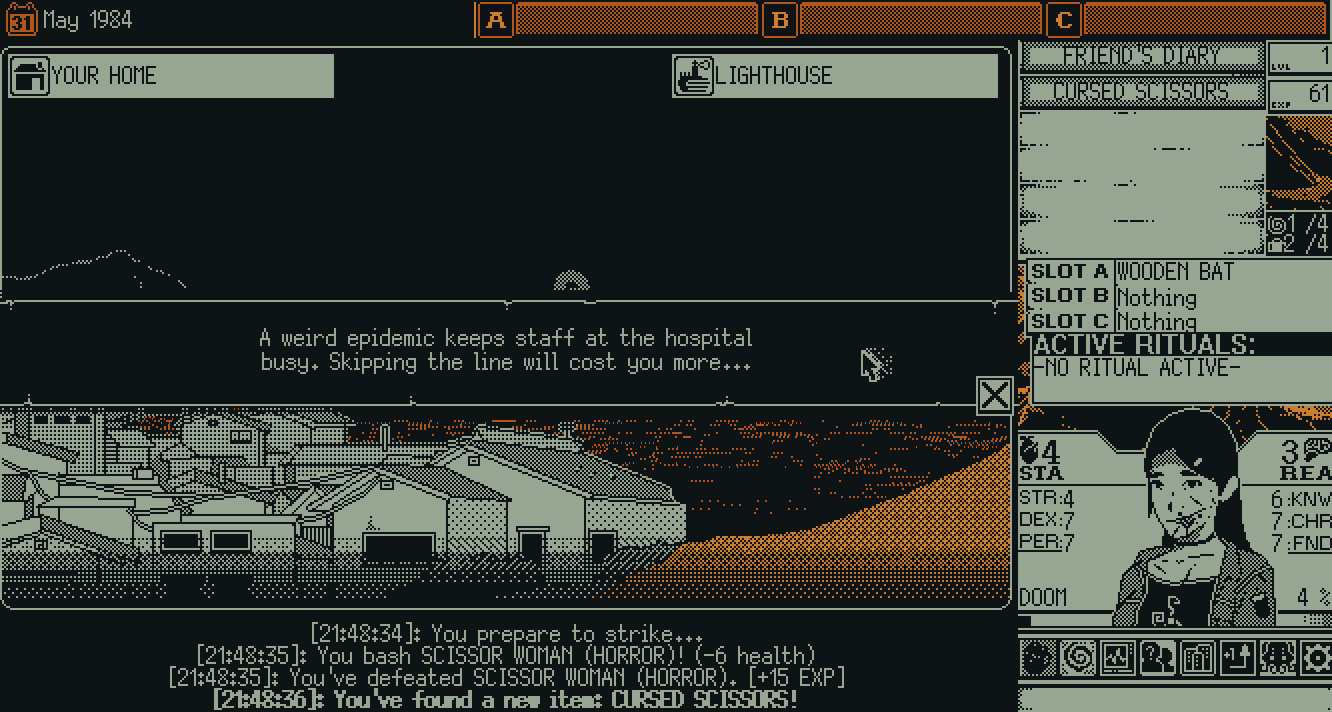 31 May 1984 A B C
YOUR HOME
LIGHTHOUSE
A weird epidemic keeps staff at the hospital
busy. Skipping the line will cost you more...
[21:48:34]: You prepare to strike...
[21:48:35]: You bash SCISSOR WOMAN (HORROR)! (-6 health)
[21:48:35]: You've defeated SCISSOR WOMAN (HORROR). [+15 EXP]
[21:48:36]: You've found a new item: CURSED SCISSORS!
FRIEND'S DIARY
LVL 1
CURSED SCISSORS
EXP 61
1 /4
2 /4
SLOT A WOODEN BAT
SLOT B Nothing
SLOT C Nothing
ACTIVE RITUALS:
-NO RITUAL ACTIVE-
4 STA
3 REA
STR:4
DEX:7
PER:7
6:KNW
7:CHR
7:FND
DOOM 4 %